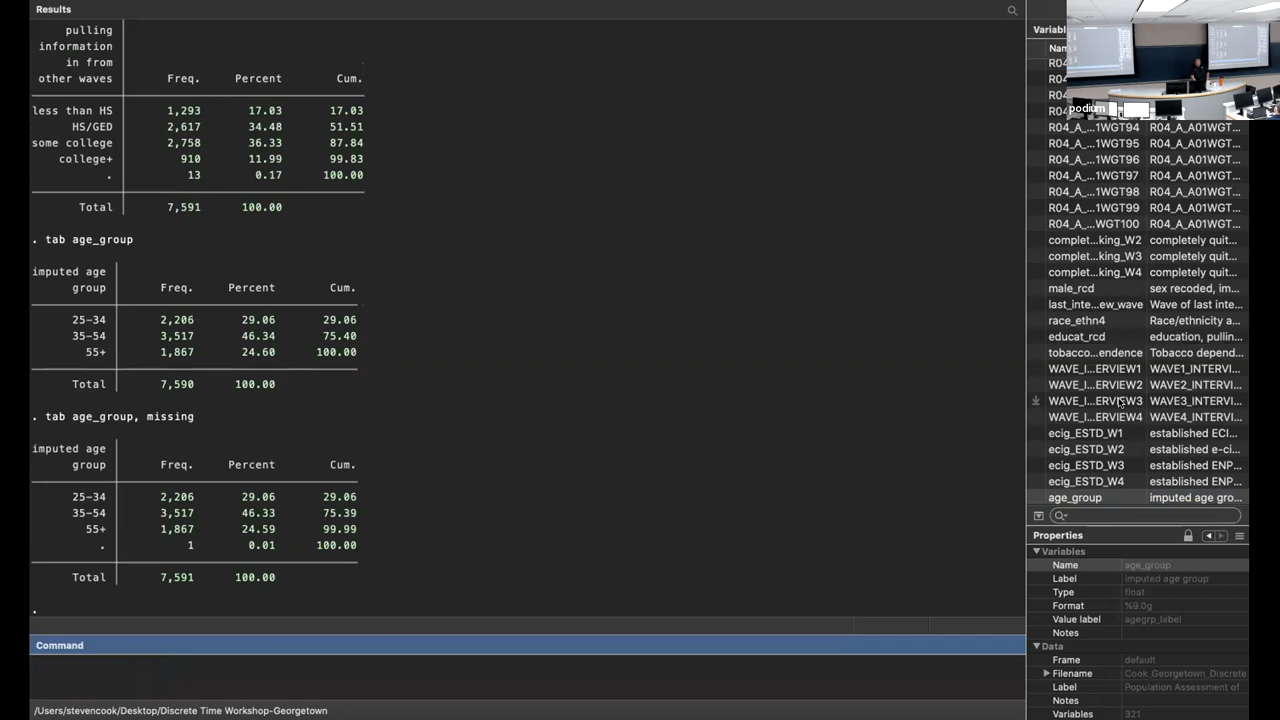 Results
pulling
information
in from
other waves Freq. Percent Cum.
less than HS 1,293 17.03 17.03
HS/GED 2,617 34.48 51.51
some college 2,758 36.33 87.84
college+ 910 11.99 99.83
. 13 0.17 100.00
Total 7,591 100.00
. tab age_group
imputed age
group Freq. Percent Cum.
25-34 2,206 29.06 29.06
35-54 3,517 46.34 75.40
55+ 1,867 24.60 100.00
Total 7,590 100.00
. tab age_group, missing
imputed age
group Freq. Percent Cum.
25-34 2,206 29.06 29.06
35-54 3,517 46.33 75.39
55+ 1,867 24.59 99.99
. 1 0.01 100.00
Total 7,591 100.00
.
Command
/Users/stevencook/Desktop/Discrete Time Workshop-Georgetown
Variabl
Nam
R04
R04
R04
R04
podium
R04_A_...1WGT94 R04_A_A01WGT...
R04_A_...1WGT95 R04_A_A01WGT...
R04_A_...1WGT96 R04_A_A01WGT...
R04_A_...1WGT97 R04_A_A01WGT...
R04_A_...1WGT98 R04_A_A01WGT...
R04_A_...1WGT99 R04_A_A01WGT...
R04_A_...WGT100 R04_A_A01WGT...
complet...king_W2 completely quit...
complet...king_W3 completely quit...
complet...king_W4 completely quit...
male_rcd sex recoded, im...
last_inte...ew_wave Wave of last inte...
race_ethn4 Race/ethnicity a...
educat_rcd education, pullin...
tobacco...endence Tobacco depend...
WAVE_I...ERVIEW1 WAVE1_INTERVI...
WAVE_I...ERVIEW2 WAVE2_INTERVI...
WAVE_I...ERVIEW3 WAVE3_INTERVI...
WAVE_I...ERVIEW4 WAVE4_INTERVI...
ecig_ESTD_W1 established ECI...
ecig_ESTD_W2 established e-ci...
ecig_ESTD_W3 established ENP...
ecig_ESTD_W4 established ENP...
age_group imputed age gro...
Properties
Variables
Name age_group
Label imputed age group
Type float
Format %9.0g
Value label agegrp_label
Notes
Data
Frame default
Filename Cook_Georgetown_Discrete
Label Population Assessment of
Notes
Variables 321